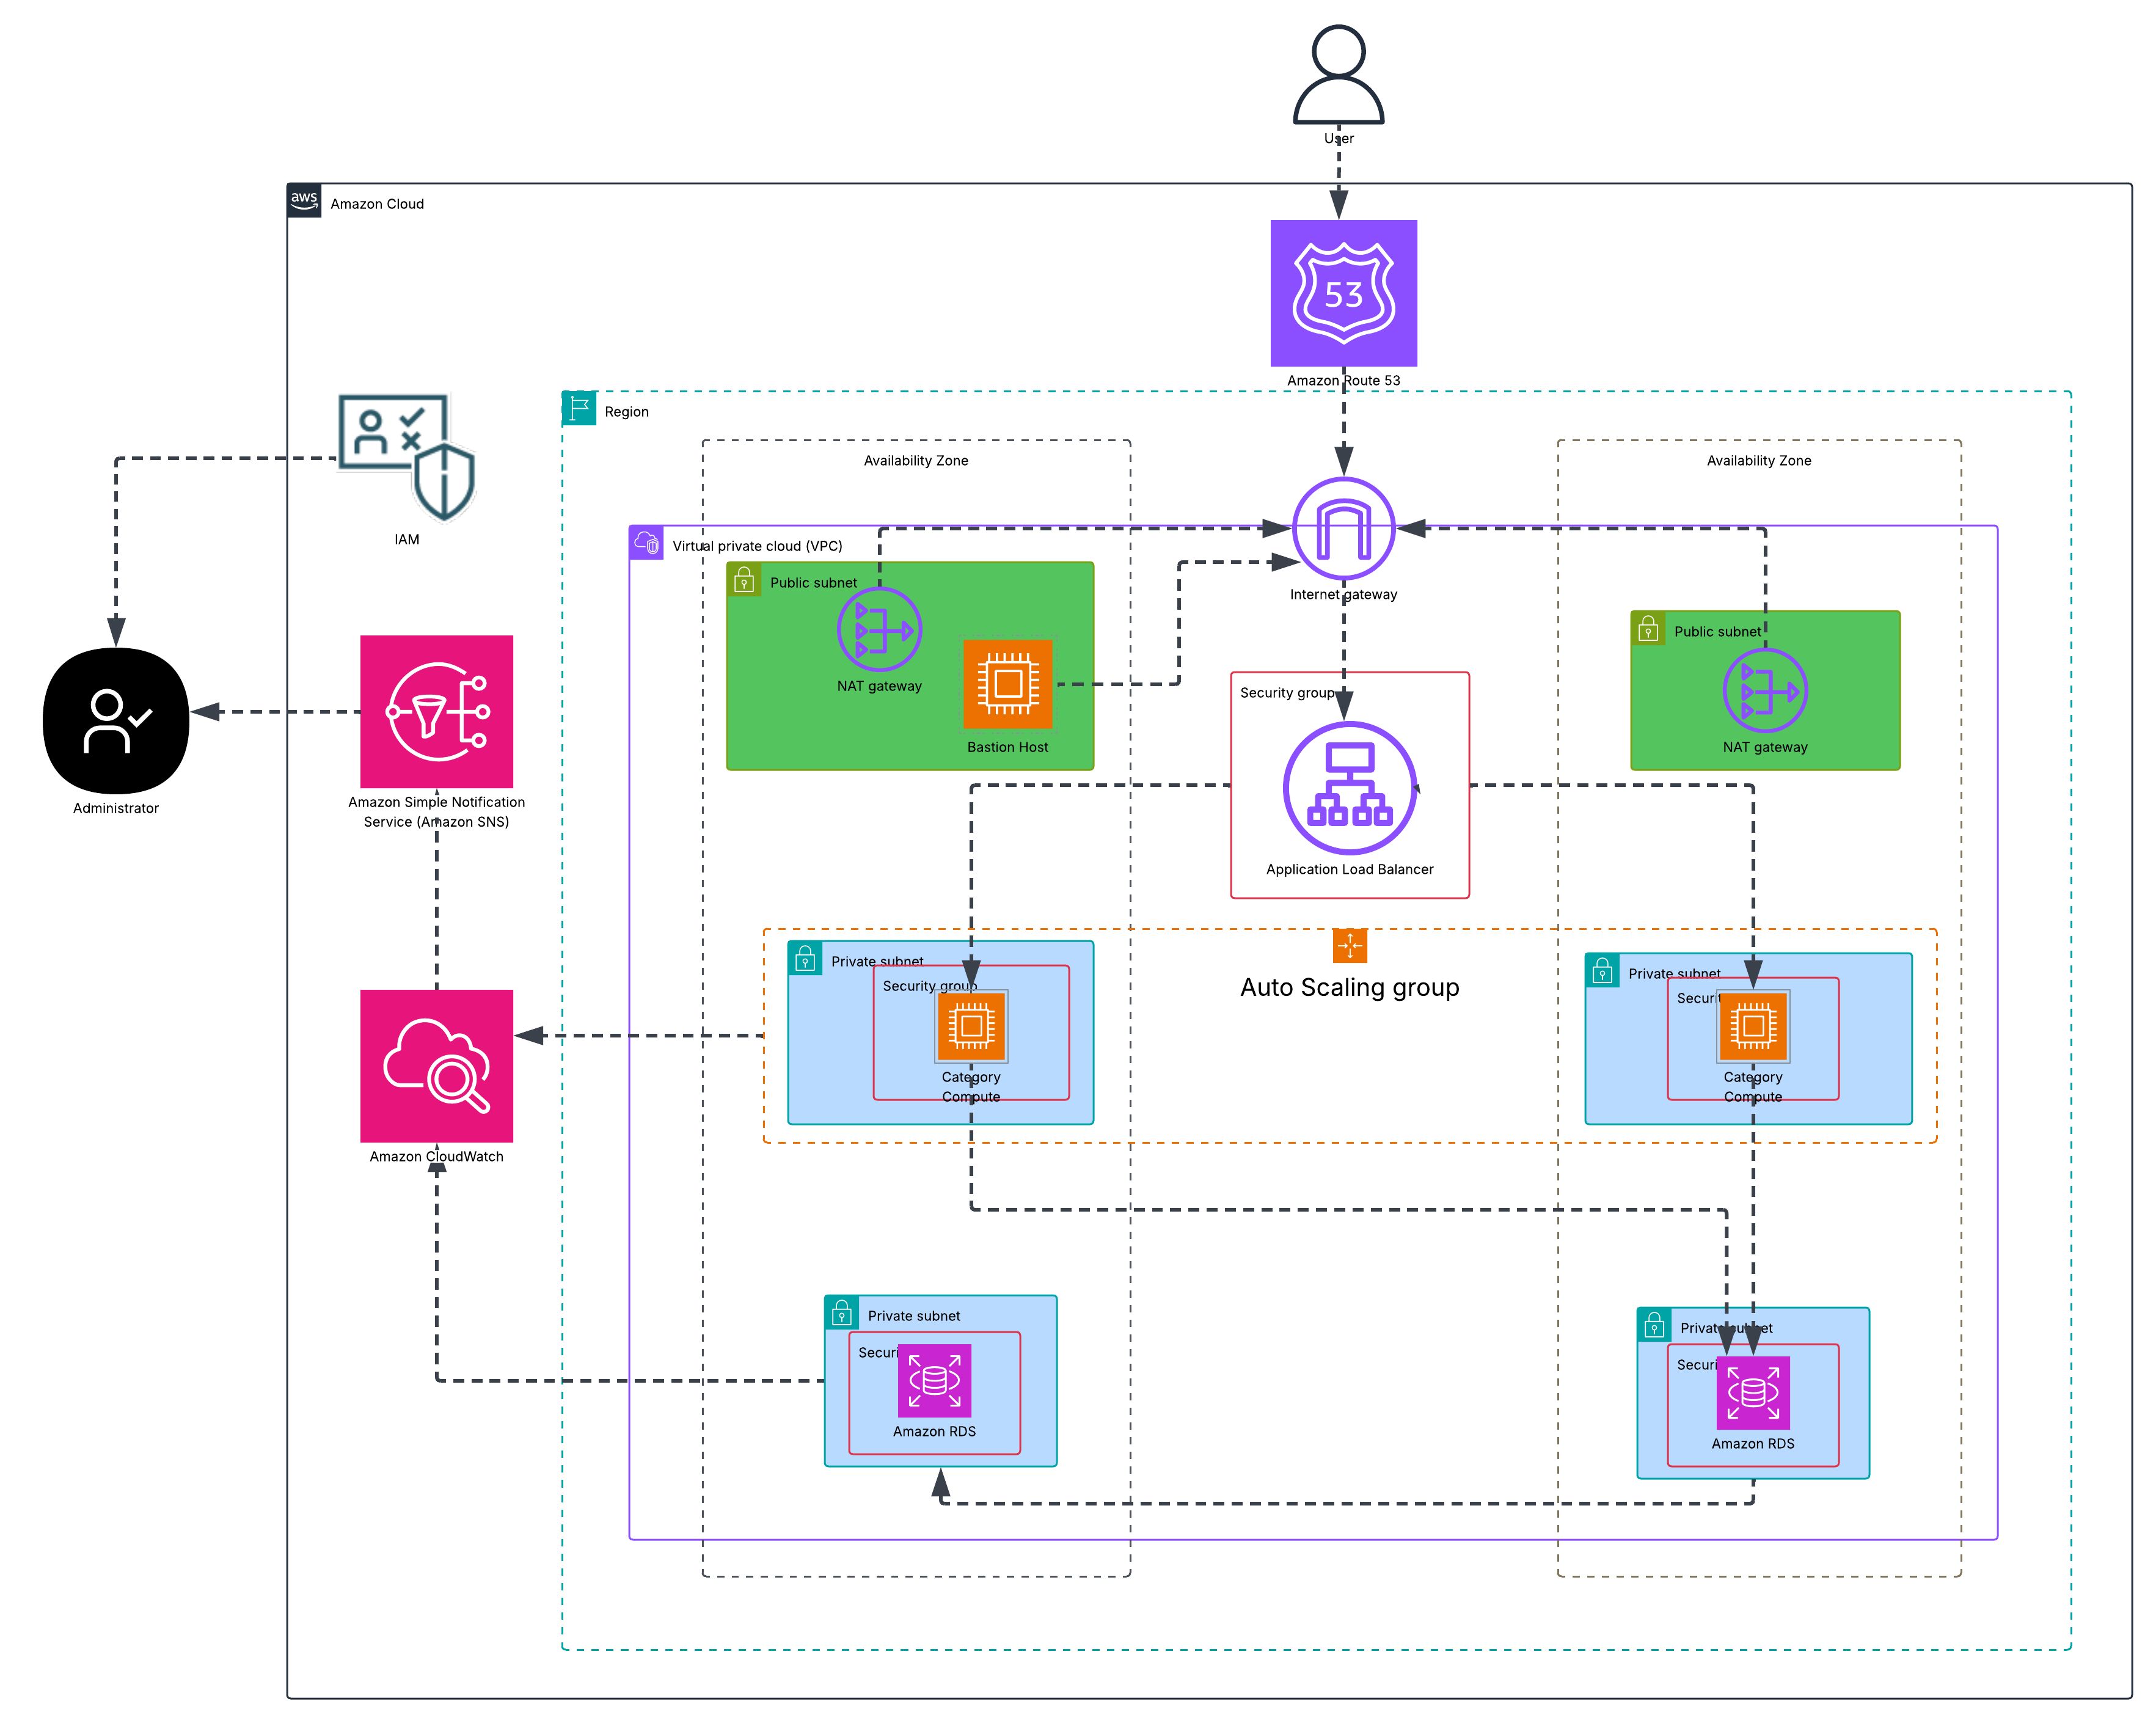 User
aws
Amazon Cloud
53
Amazon Route 53
Region
Availability Zone
Availability Zone
IAM
Virtual private cloud (VPC)
Public subnet
NAT gateway
Bastion Host
Internet gateway
Public subnet
NAT gateway
Security group
Application Load Balancer
Administrator
Amazon Simple Notification
Service (Amazon SNS)
Auto Scaling group
Private subnet
Security group
Category
Compute
Private subnet
Securi
Category
Compute
Amazon CloudWatch
Private subnet
Securi
Amazon RDS
Private subnet
Securi
Amazon RDS